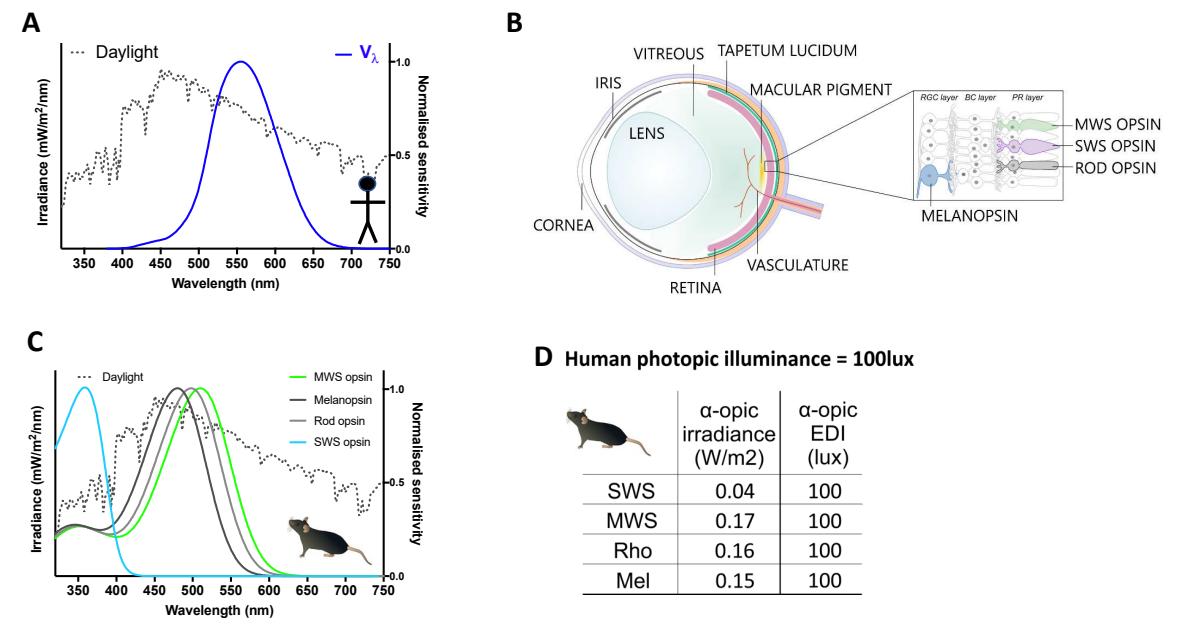 A
Daylight
Vλ
Irradiance (mW/m2/nm)
1.0
0.5
0.0
Normalised sensitivity
350 400 450 500 550 600 650 700 750
Wavelength (nm)
B
VITREOUS
TAPETUM LUCIDUM
IRIS
MACULAR PIGMENT
LENS
CORNEA
VASCULATURE
RETINA
RGC layer BC layer PR layer
MWS OPSIN
SWS OPSIN
ROD OPSIN
MELANOPSIN
C
Daylight
MWS opsin
Melanopsin
Rod opsin
SWS opsin
Irradiance (mW/m2/nm)
1.0
0.5
0.0
Normalised sensitivity
350 400 450 500 550 600 650 700 750
Wavelength (nm)
D Human photopic illuminance = 100lux
α-opic irradiance (W/m2) α-opic EDI (lux)
SWS 0.04 100
MWS 0.17 100
Rho 0.16 100
Mel 0.15 100